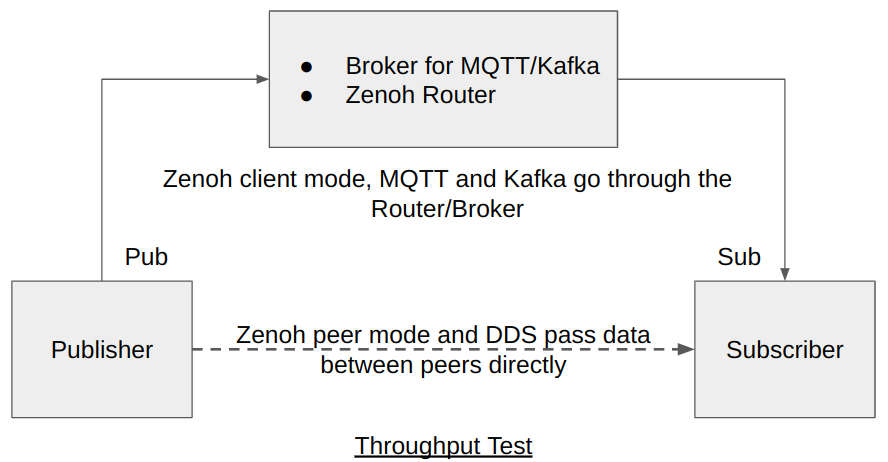 ● Broker for MQTT/Kafka
● Zenoh Router
Zenoh client mode, MQTT and Kafka go through the
Router/Broker
Pub
Sub
Publisher
Zenoh peer mode and DDS pass data
between peers directly
Subscriber
Throughput Test